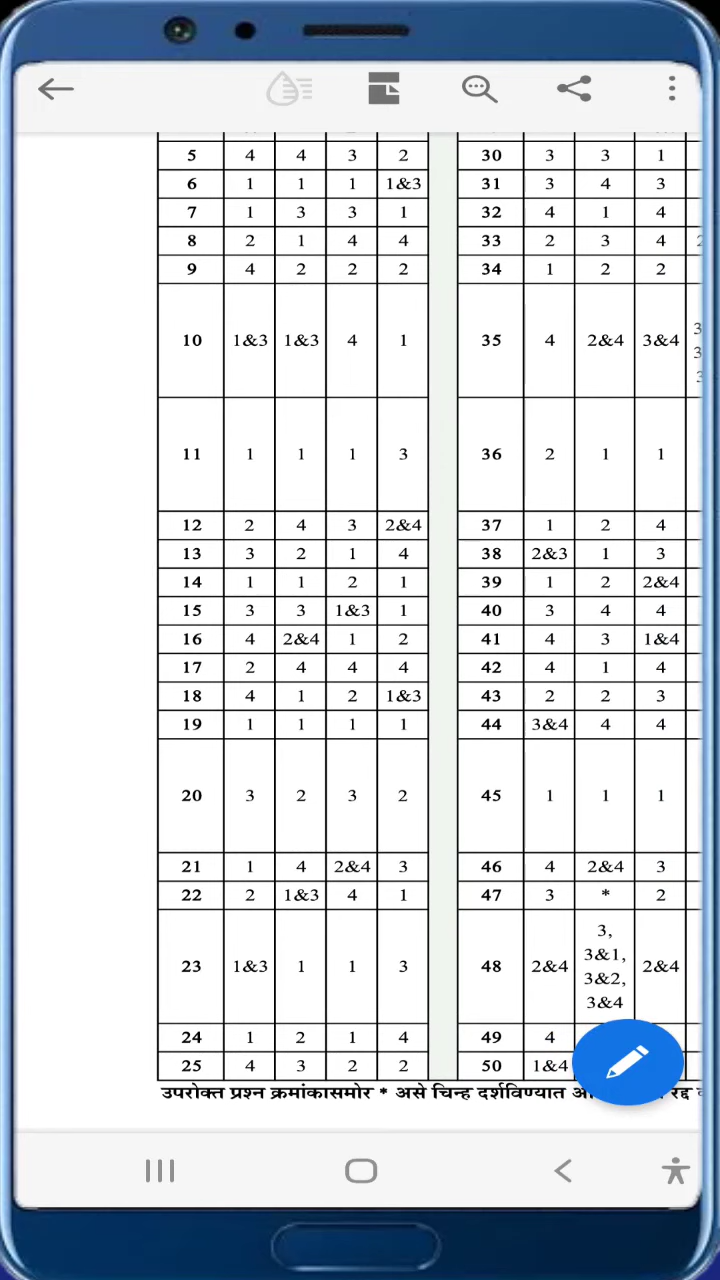 5 4 4 3 2 30 3 3 1
6 1 1 1 1&3 31 3 4 3
7 1 3 3 1 32 4 1 4
8 2 1 4 4 33 2 3 4
9 4 2 2 2 34 1 2 2
10 1&3 1&3 4 1 35 4 2&4 3&4
11 1 1 1 3 36 2 1 1
12 2 4 3 2&4 37 1 2 4
13 3 2 1 4 38 2&3 1 3
14 1 1 2 1 39 1 2 2&4
15 3 3 1&3 1 40 3 4 4
16 4 2&4 1 2 41 4 3 1&4
17 2 4 4 4 42 4 1 4
18 4 1 2 1&3 43 2 2 3
19 1 1 1 1 44 3&4 4 4
20 3 2 3 2 45 1 1 1
21 1 4 2&4 3 46 4 2&4 3
22 2 1&3 4 1 47 3 * 2
23 1&3 1 1 3 48 2&4 3, 3&1, 3&2, 3&4 2&4
24 1 2 1 4 49 4
25 4 3 2 2 50 1&4
उपरोक्त प्रश्न क्रमांकासमोर * असे चिन्ह दर्शविण्यात रद्द